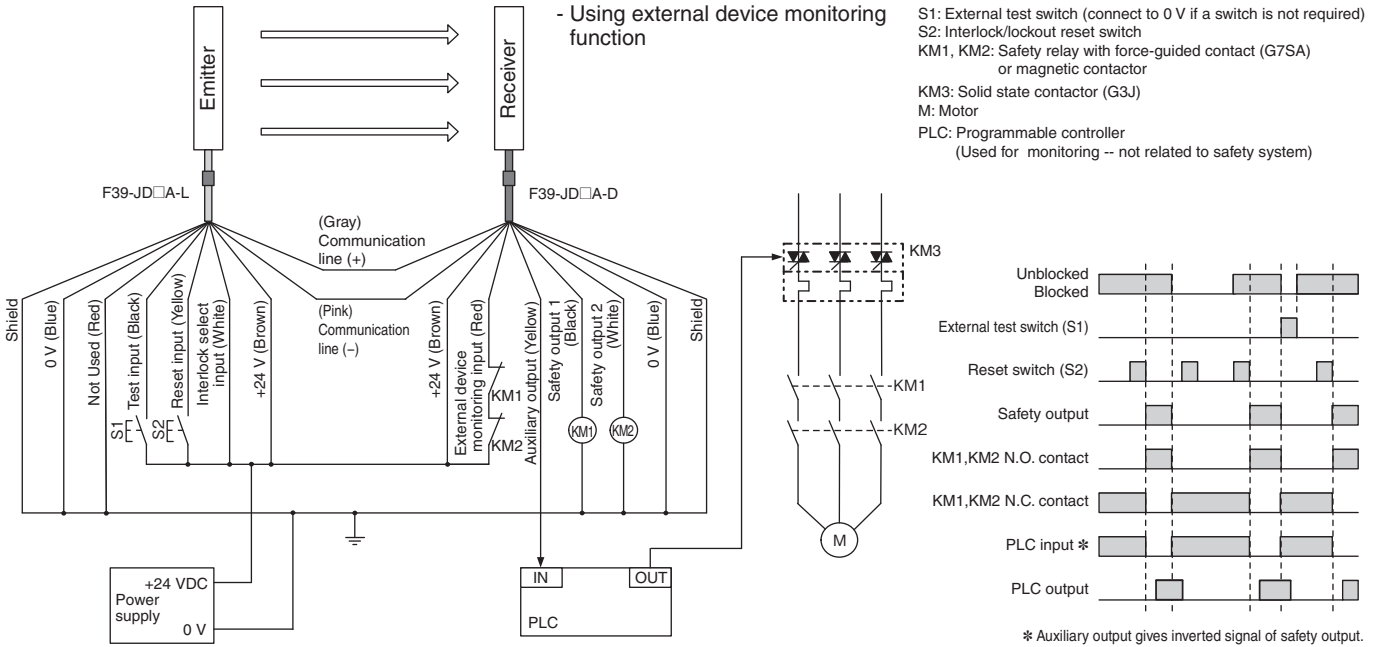 - Using external device monitoring
function
S1: External test switch (connect to 0 V if a switch is not required)
S2: Interlock/lockout reset switch
KM1, KM2: Safety relay with force-guided contact (G7SA)
or magnetic contactor
KM3: Solid state contactor (G3J)
M: Motor
PLC: Programmable controller
(Used for monitoring -- not related to safety system)
Emitter
Receiver
F39-JD□A-L
F39-JD□A-D
(Gray)
Communication
line (+)
(Pink)
Communication
line (−)
Shield
0 V (Blue)
Not Used (Red)
Test input (Black)
Reset input (Yellow)
Interlock select
input (White)
+24 V (Brown)
+24 V (Brown)
External device
monitoring input (Red)
Auxiliary output (Yellow)
Safety output 1
(Black)
Safety output 2
(White)
0 V (Blue)
Shield
S1
S2
KM1
KM2
KM1
KM2
+24 VDC
Power
supply
0 V
IN
OUT
PLC
KM3
KM1
KM2
M
Unblocked
Blocked
External test switch (S1)
Reset switch (S2)
Safety output
KM1,KM2 N.O. contact
KM1,KM2 N.C. contact
PLC input ✻
PLC output
✻ Auxiliary output gives inverted signal of safety output.